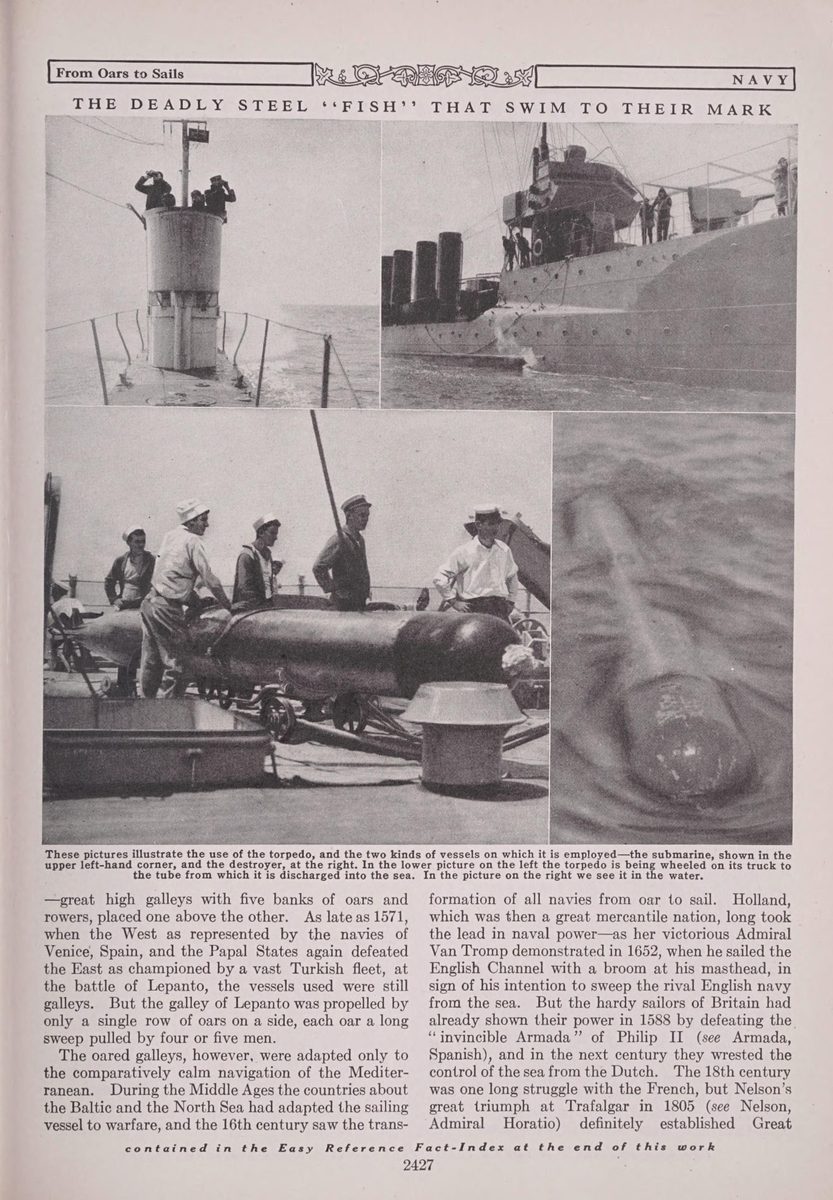 From Oars to Sails
NAVY
THE DEADLY STEEL "FISH" THAT SWIM TO THEIR MARK
These pictures illustrate the use of the torpedo, and the two kinds of vessels on which it is employed—the submarine, shown in the
upper left-hand corner, and the destroyer, at the right. In the lower picture on the left the torpedo is being wheeled on its truck to
the tube from which it is discharged into the sea. In the picture on the right we see it in the water.
—great high galleys with five banks of oars and
rowers, placed one above the other. As late as 1571,
when the West as represented by the navies of
Venice, Spain, and the Papal States again defeated
the East as championed by a vast Turkish fleet, at
the battle of Lepanto, the vessels used were still
galleys. But the galley of Lepanto was propelled by
only a single row of oars on a side, each oar a long
sweep pulled by four or five men.
The oared galleys, however, were adapted only to
the comparatively calm navigation of the Mediter-
ranean. During the Middle Ages the countries about
the Baltic and the North Sea had adapted the sailing
vessel to warfare, and the 16th century saw the trans-
formation of all navies from oar to sail. Holland,
which was then a great mercantile nation, long took
the lead in naval power—as her victorious Admiral
Van Tromp demonstrated in 1652, when he sailed the
English Channel with a broom at his masthead, in
sign of his intention to sweep the rival English navy
from the sea. But the hardy sailors of Britain had
already shown their power in 1588 by defeating the
"invincible Armada" of Philip II (see Armada,
Spanish), and in the next century they wrested the
control of the sea from the Dutch. The 18th century
was one long struggle with the French, but Nelson's
great triumph at Trafalgar in 1805 (see Nelson,
Admiral Horatio) definitely established Great
contained in the Easy Reference Fact-Index at the end of this work
2427